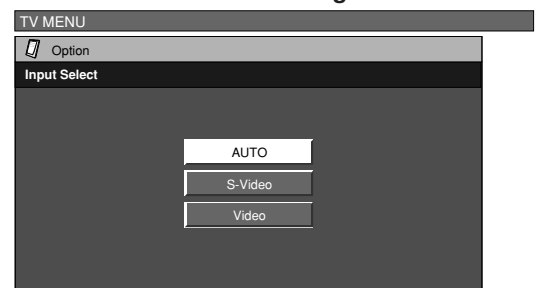 TV MENU
Option
Input Select
AUTO
S-Video
Video